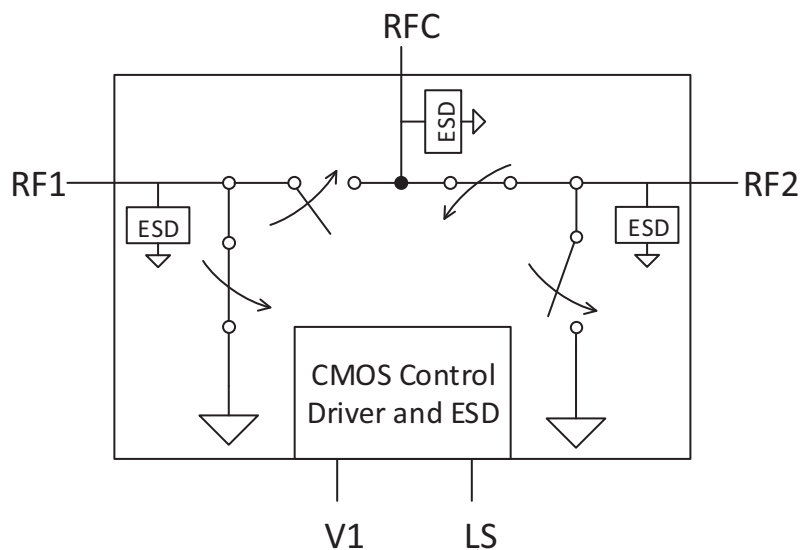 RFC
ESD
RF1
RF2
ESD
ESD
CMOS Control
Driver and ESD
V1
LS